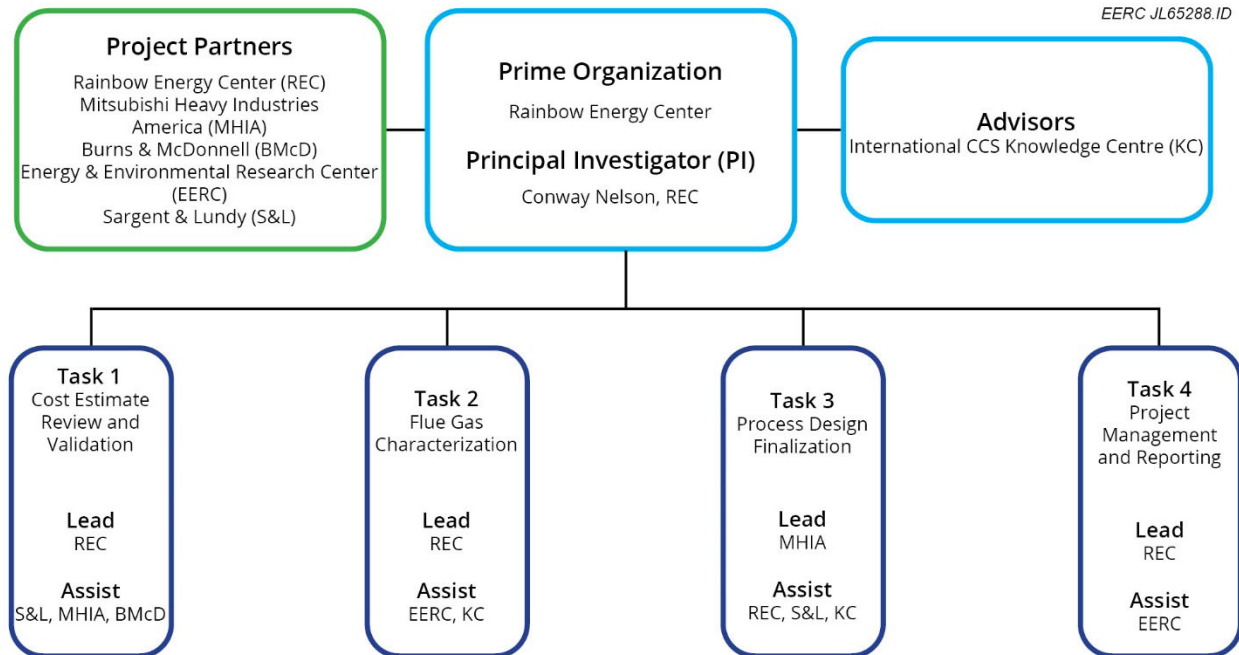 EERC JL65288.ID
Project Partners
Rainbow Energy Center (REC)
Mitsubishi Heavy Industries
America (MHIA)
Burns & McDonnell (BMcD)
Energy & Environmental Research Center
(EERC)
Sargent & Lundy (S&L)
Prime Organization
Rainbow Energy Center
Principal Investigator (PI)
Conway Nelson, REC
Advisors
International CCS Knowledge Centre (KC)
Task 1
Cost Estimate
Review and
Validation
Lead
REC
Assist
S&L, MHIA, BMcD
Task 2
Flue Gas
Characterization
Lead
REC
Assist
EERC, KC
Task 3
Process Design
Finalization
Lead
MHIA
Assist
REC, S&L, KC
Task 4
Project
Management
and Reporting
Lead
REC
Assist
EERC